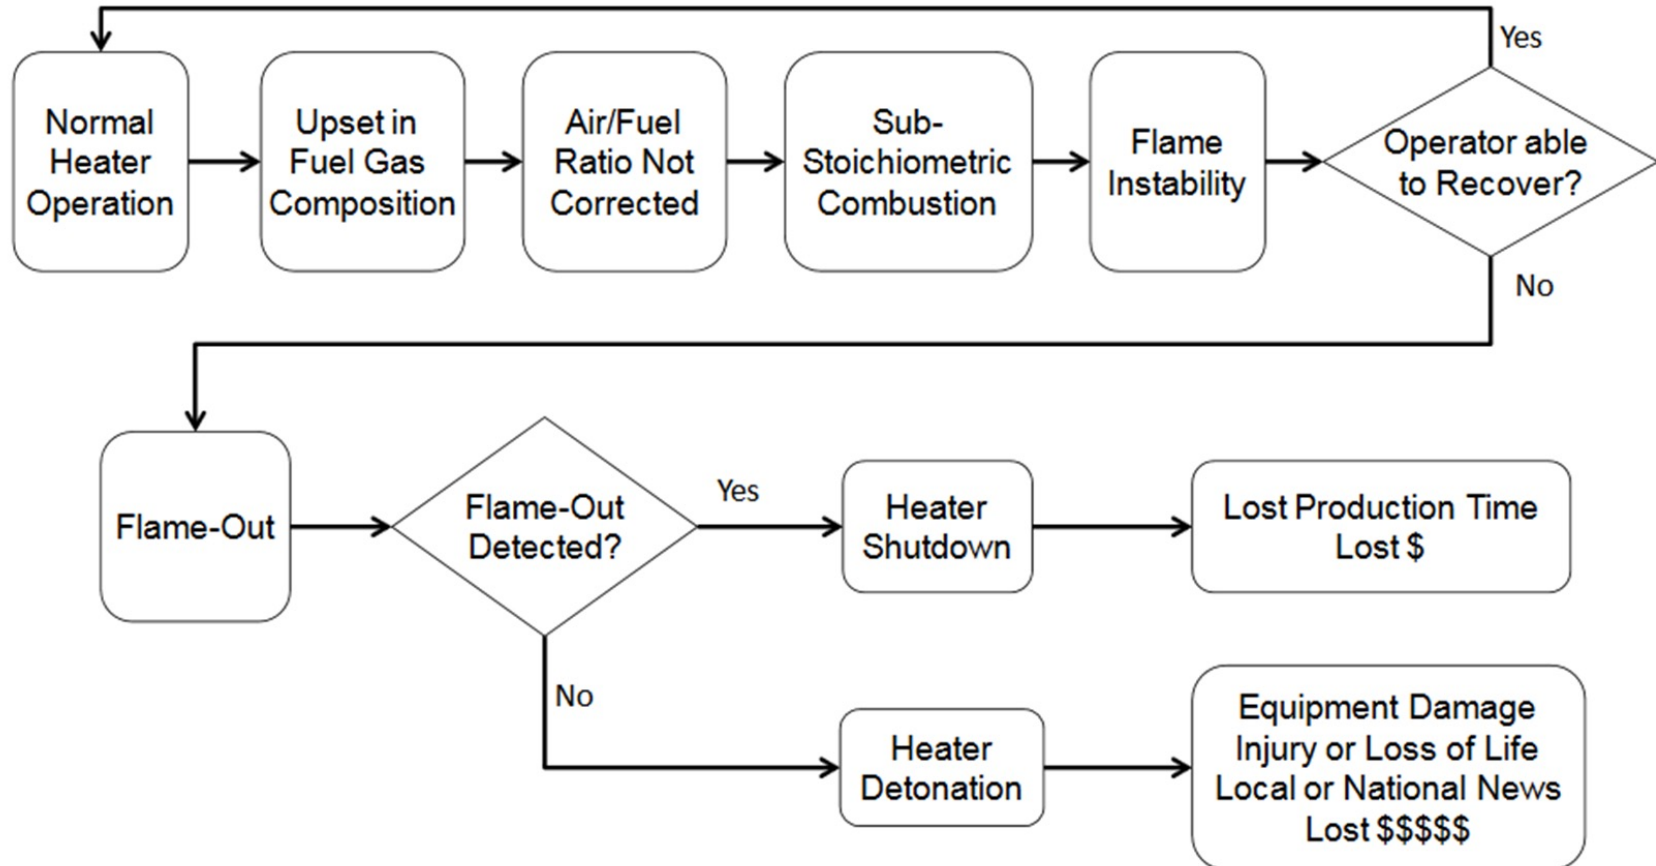 Yes
Normal
Heater
Operation
Upset in
Fuel Gas
Composition
Air/Fuel
Ratio Not
Corrected
Sub-
Stoichiometric
Combustion
Flame
Instability
Operator able
to Recover?
No
Flame-Out
Flame-Out
Detected?
Yes
Heater
Shutdown
Lost Production Time
Lost $
No
Heater
Detonation
Equipment Damage
Injury or Loss of Life
Local or National News
Lost $$$$$